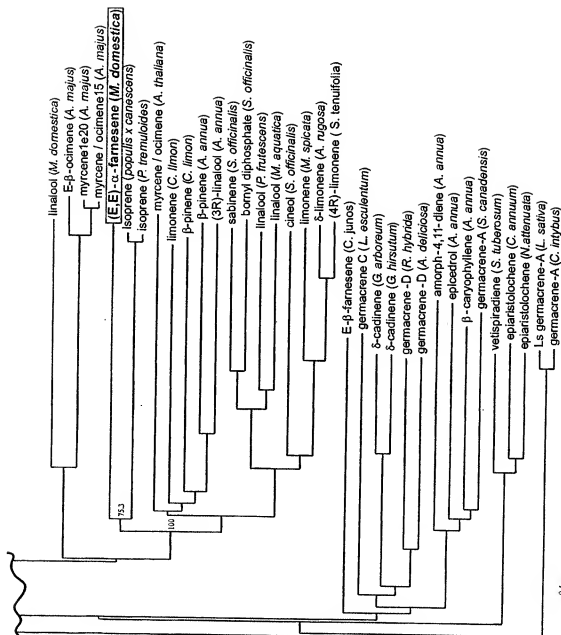 linalool (M. domestica)
E-β-ocimene (A. majus)
myrcene1e20 (A. majus)
myrcene / ocimene15 (A. majus)
(E,E)-α-farnesene (M. domestica)
isoprene (populis x canescens)
isoprene (P. tremuloides)
myrcene / ocimene (A. thaliana)
limonene (C. limon)
β-pinene (C. limon)
β-pinene (A. annua)
(3R)-linalool (A. annua)
sabinene (S. officinalis)
bornyl diphosphate (S. officinalis)
linalool (P. frutescens)
linalool (M. aquatica)
cineol (S. officinalis)
limonene (M. spicata)
δ-limonene (A. rugosa)
(4R)-limonene ( S. tenuifolia)
E-β-farnesene (C. junos)
germacrene C (L. esculentum)
δ-cadinene (G. arboreum)
δ-cadinene (G. hirsutum)
germacrene -D (R. hybrida)
germacrene -D (A. deliciosa)
amorph-4,11-diene (A. annua)
epicedrol (A. annua)
β-caryophyllene (A. annua)
germacrene-A (S. canadensis)
vetispiradiene (S. tuberosum)
epiaristolochene (C. annuum)
epiaristolochene (N.attenuata)
Ls germacrene-A (L. sativa)
germacrene-A (C. intybus)
75.3
100